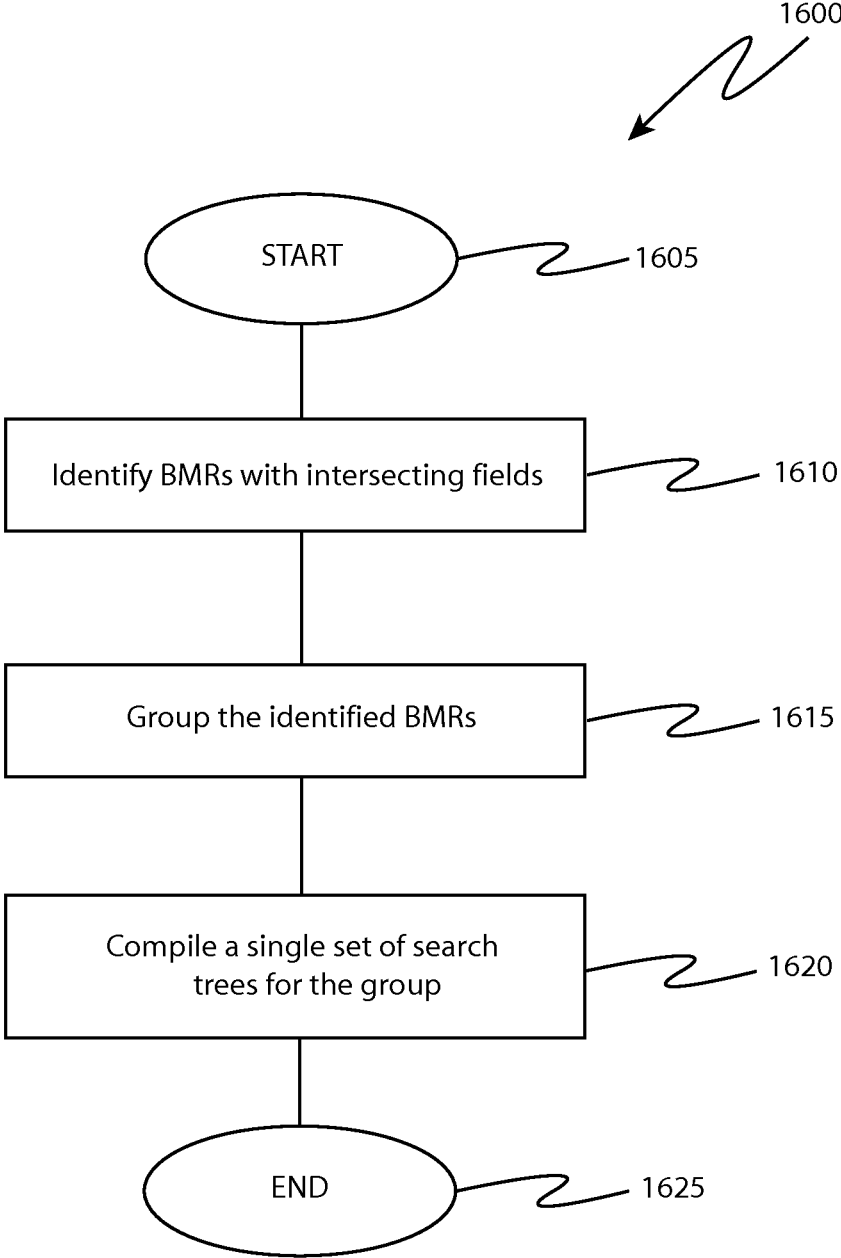 1600
START
1605
Identify BMRs with intersecting fields
1610
Group the identified BMRs
1615
Compile a single set of search
trees for the group
1620
END
1625